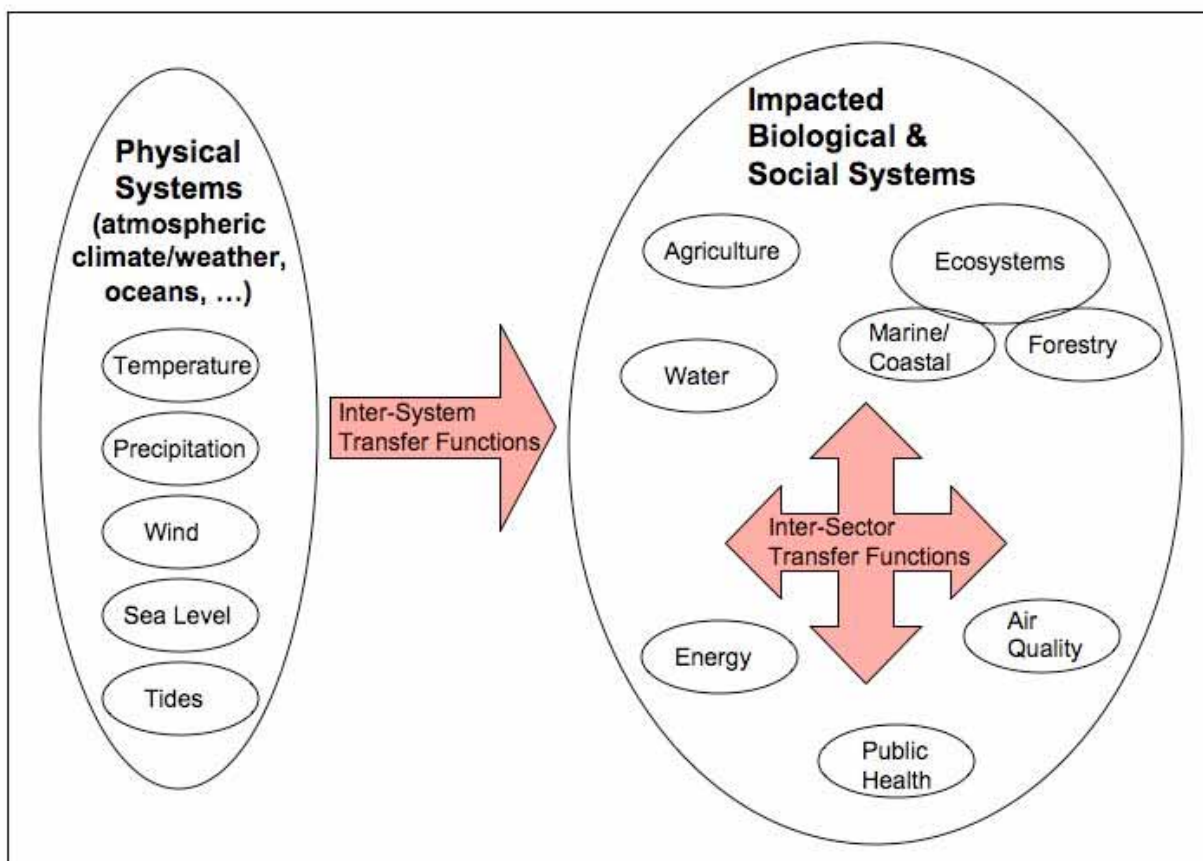 Physical
Systems
(atmospheric
climate/weather,
oceans, …)
Temperature
Precipitation
Wind
Sea Level
Tides
Inter-System
Transfer Functions
Impacted
Biological &
Social Systems
Agriculture
Ecosystems
Water
Marine/
Coastal
Forestry
Inter-Sector
Transfer Functions
Energy
Air
Quality
Public
Health